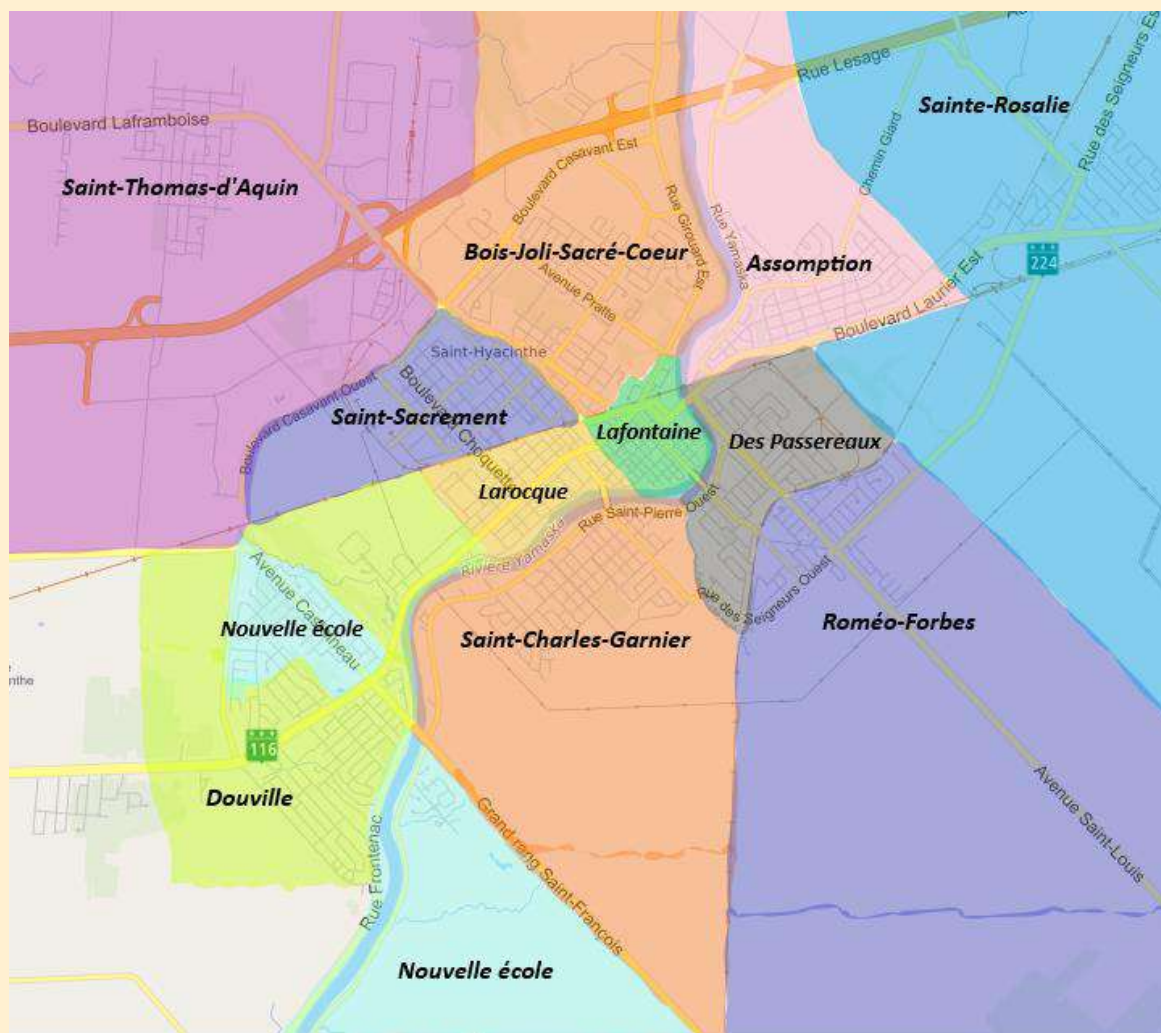 Rue Lesage
Sainte-Rosalie
Rue des Seigneurs Es
Boulevard Laframboise
Chemin Giard
Saint-Thomas-d'Aquin
Boulevard Casavant Est
Rue Girouard Est
Rue Yamaska
Bois-Joli-Sacré-Coeur
Assomption
224
Avenue Pratte
Boulevard Laurier Est
Saint-Hyacinthe
Boulevard Casavant Ouest
Boulevard Choquette
Saint-Sacrement
Lafontaine
Des Passereaux
Larocque
Rue Saint-Pierre Ouest
Rivière Yamaska
Avenue Castelneau
Rue des Seigneurs Ouest
Nouvelle école
Saint-Charles-Garnier
Roméo-Forbes
inthe
116
Douville
Avenue Saint-Louis
Rue Frontenac
Grand rang Saint-François
Nouvelle école